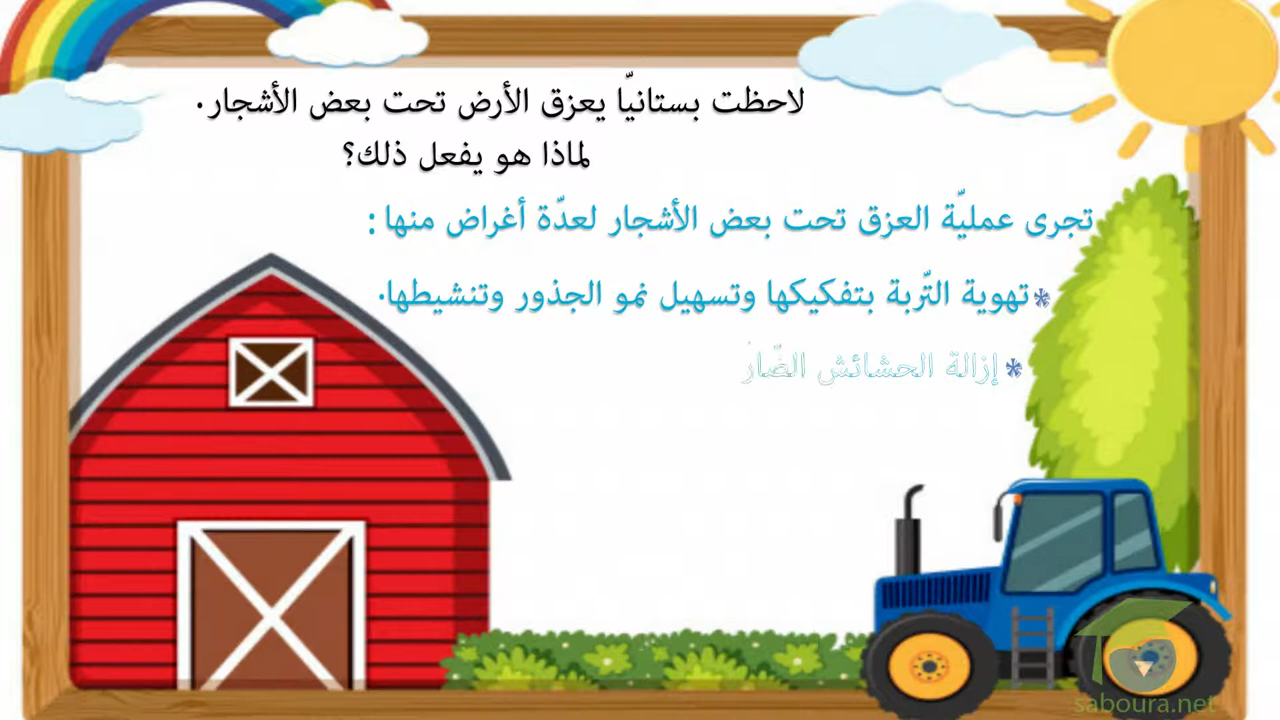 لاحظت بستانيّا يعزق الأرض تحت بعض الأشجار.
لماذا هو يفعل ذلك؟
تجرى عمليّة العزق تحت بعض الأشجار لعدّة أغراض منها :
*تهوية التّربة بتفكيكها وتسهيل نمو الجذور وتنشيطها.
*إزالة الحشائش الضّار
saboura.net